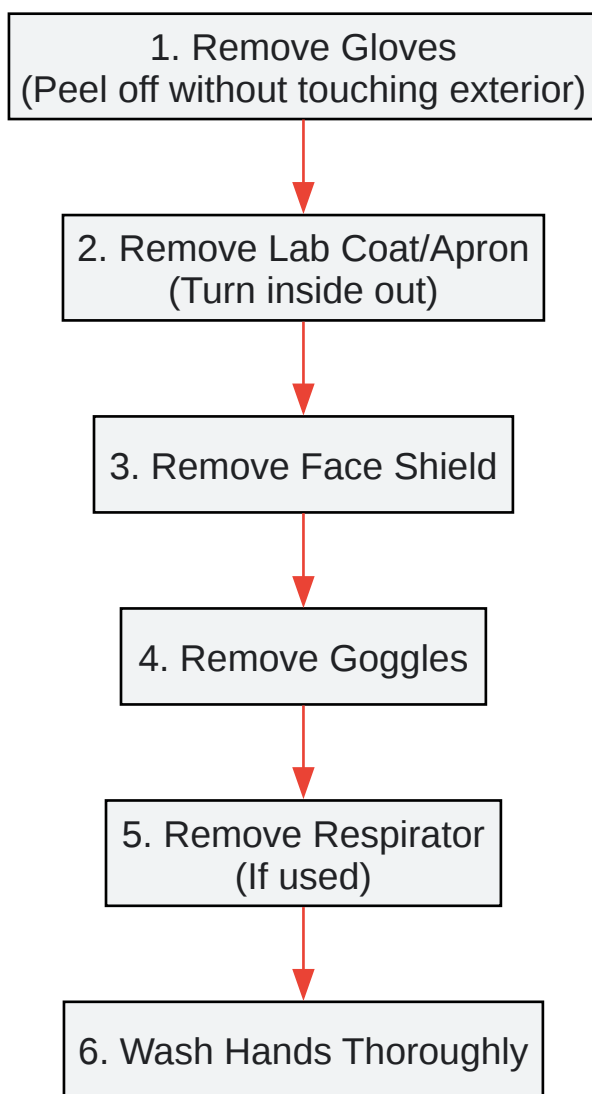 1. Remove Gloves
(Peel off without touching exterior)
2. Remove Lab Coat/Apron
(Turn inside out)
3. Remove Face Shield
4. Remove Goggles
5. Remove Respirator
(If used)
6. Wash Hands Thoroughly